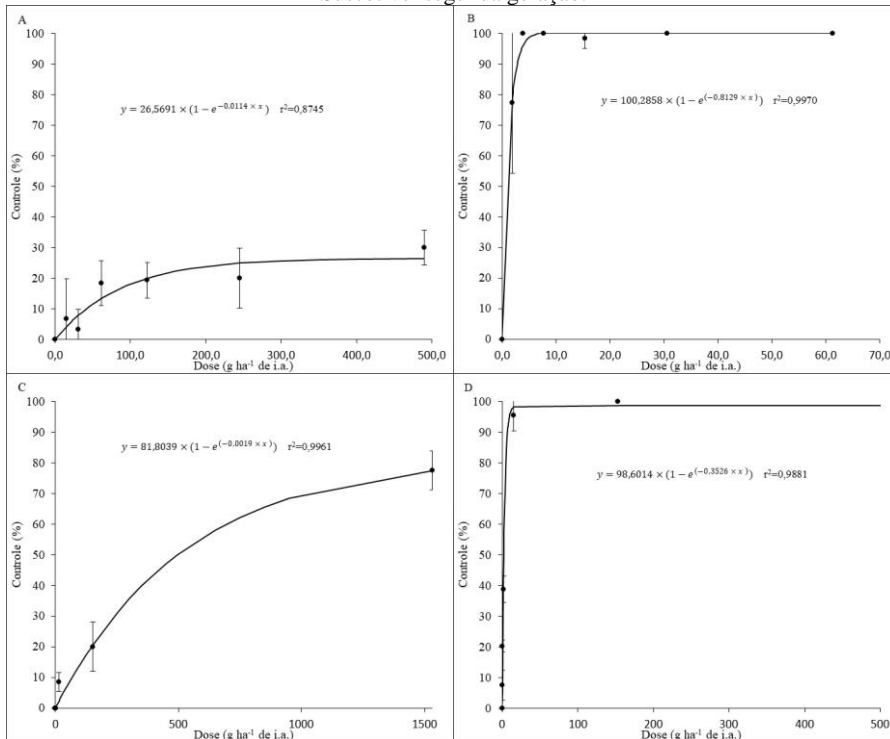 Suscetível segunda geração.
A
100
90
80
70
60
50
40
30
20
10
0
Controle (%)
y = 26,5691 × (1 − e^−0.0114 × x) r²=0,8745
0,0 100,0 200,0 300,0 400,0 500,0
Dose (g ha⁻¹ de i.a.)
B
100
90
80
70
60
50
40
30
20
10
0
Controle (%)
y = 100,2858 × (1 − e^(−0.8129 × x)) r²=0,9970
0,0 10,0 20,0 30,0 40,0 50,0 60,0 70,0
Dose (g ha⁻¹ de i.a.)
C
100
90
80
70
60
50
40
30
20
10
0
Controle (%)
y = 81,8039 × (1 − e^(−0.0019 × x)) r²=0,9961
0 500 1000 1500
Dose (g ha⁻¹ de i.a.)
D
100
90
80
70
60
50
40
30
20
10
0
Controle (%)
y = 98,6014 × (1 − e^(−0,3526 × x)) r²=0,9881
0 100 200 300 400 500
Dose (g ha⁻¹ de i.a.)